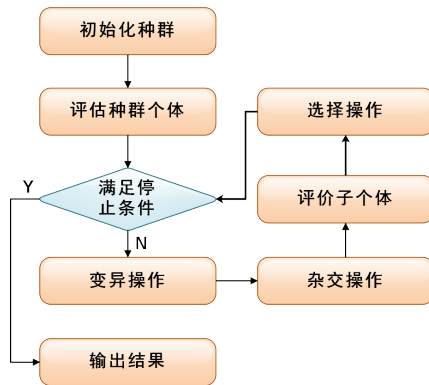 初始化种群
评估种群个体
选择操作
Y
满足停
止条件
评价子个体
N
变异操作
杂交操作
输出结果